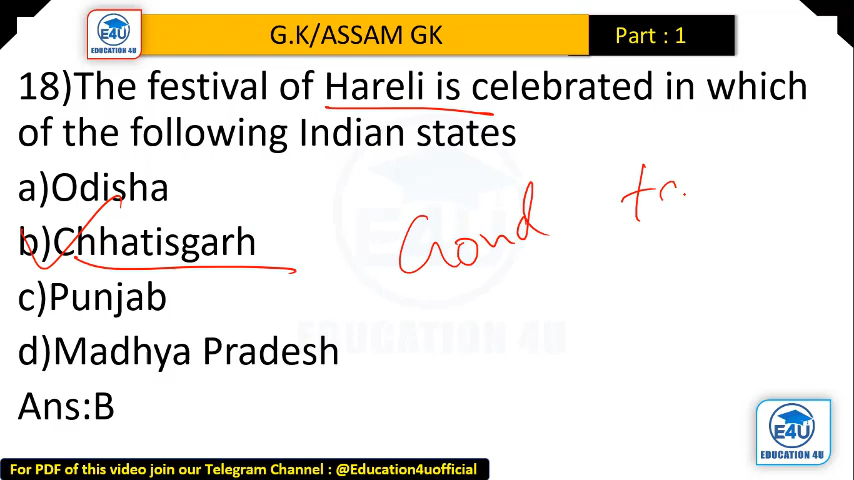 E4U
EDUCATION 4U
G.K/ASSAM GK
Part : 1
18)The festival of Hareli is celebrated in which
of the following Indian states
a)Odisha
b)Chhatisgarh
Gond
c)Punjab
d)Madhya Pradesh
Ans:B
EDUCATION 4U
E4U
EDUCATION 4U
For PDF of this video join our Telegram Channel : @Education4uofficial